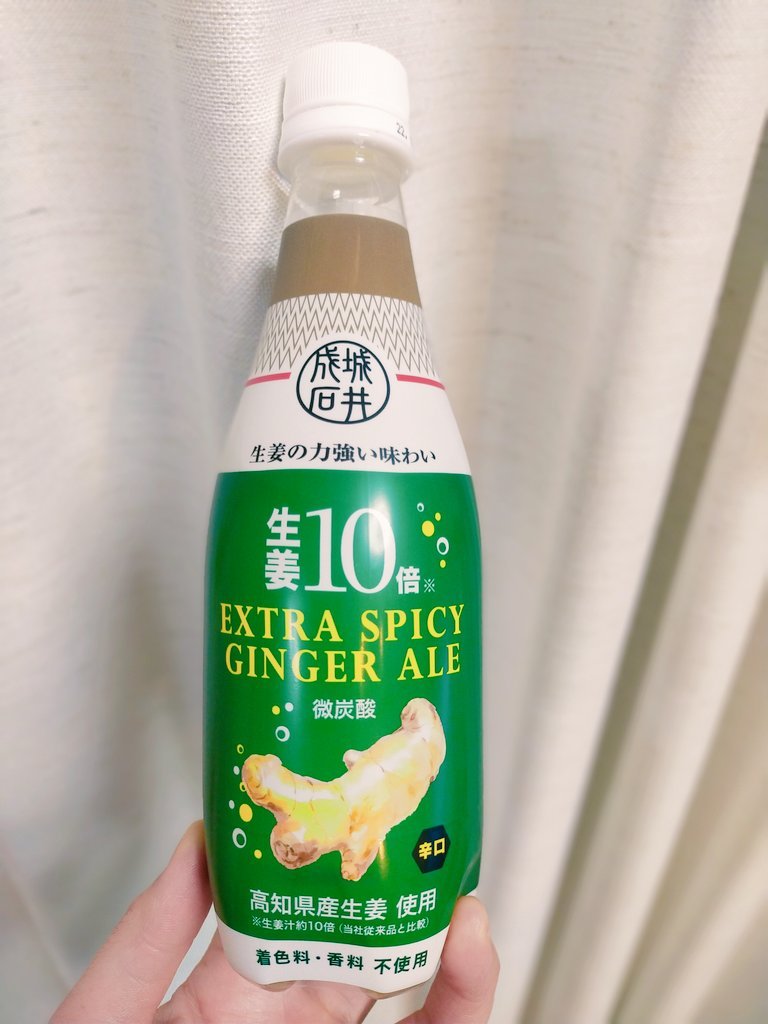 22.
成城
石井
生姜の力強い味わい
生姜10倍※
EXTRA SPICY
GINGER ALE
微炭酸
辛口
高知県産生姜 使用
※生姜汁約10倍（当社従来品と比較）
着色料・香料 不使用